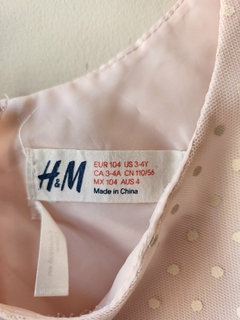 H&M
EUR 104 US 3-4Y
CA 3-4A CN 110/56
MX 104 AUS 4
Made in China